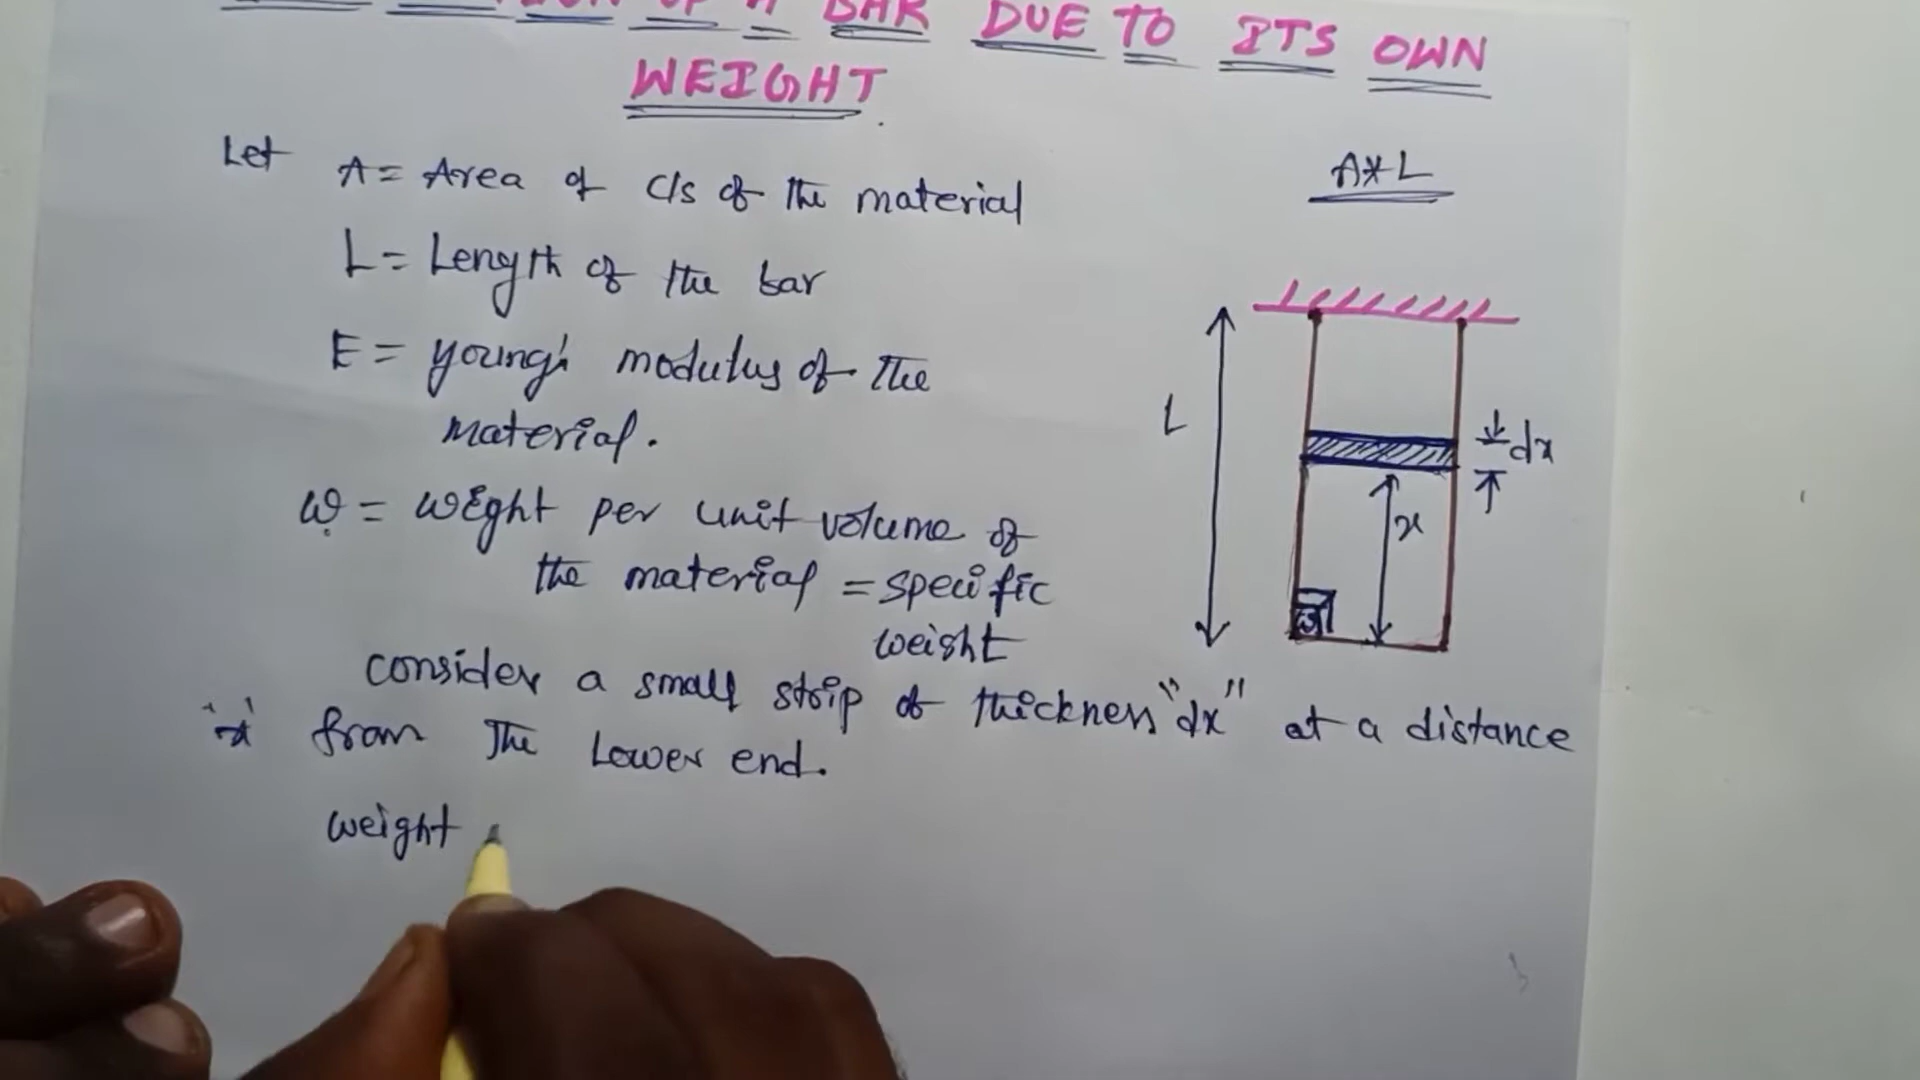 OF A BAR DUE TO ITS OWN
WEIGHT
Let A = Area of c/s of the material
L = Length of the bar
E = young's modulus of the
material.
ω = weight per unit volume of
the material = specific
weight
consider a small strip of thickness "dx" at a distance
'x' from The Lower end.
weight
A*L
L
dx
x
ω